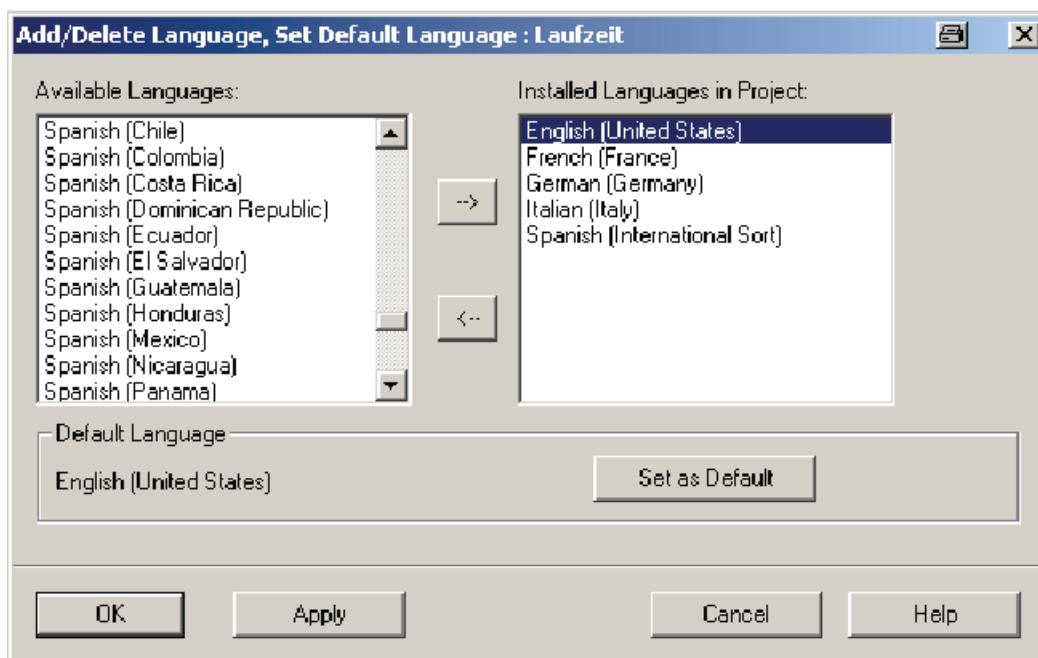 Add/Delete Language, Set Default Language : Laufzeit
Available Languages:
Spanish (Chile)
Spanish (Colombia)
Spanish (Costa Rica)
Spanish (Dominican Republic)
Spanish (Ecuador)
Spanish (El Salvador)
Spanish (Guatemala)
Spanish (Honduras)
Spanish (Mexico)
Spanish (Nicaragua)
Spanish (Panama)
-->
<--
Installed Languages in Project:
English (United States)
French (France)
German (Germany)
Italian (Italy)
Spanish (International Sort)
Default Language
English (United States)
Set as Default
OK
Apply
Cancel
Help